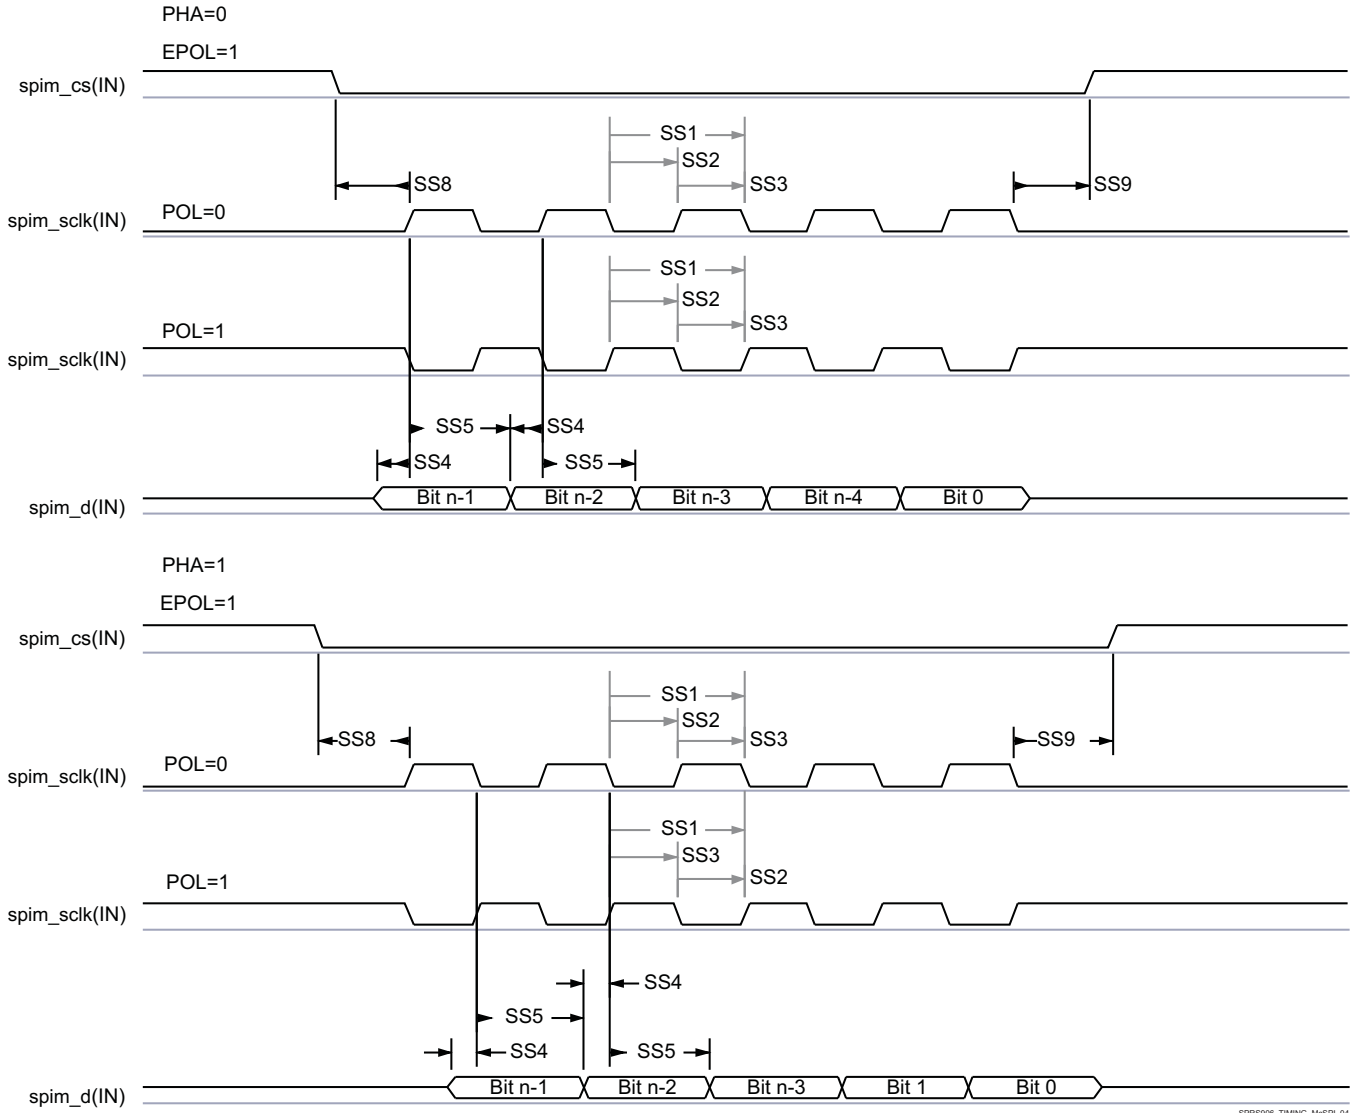 PHA=0
EPOL=1
spim_cs(IN)
SS1
SS2
SS8
SS3
SS9
POL=0
spim_sclk(IN)
SS1
SS2
SS3
POL=1
spim_sclk(IN)
SS5
SS4
SS4
SS5
Bit n-1
Bit n-2
Bit n-3
Bit n-4
Bit 0
spim_d(IN)
PHA=1
EPOL=1
spim_cs(IN)
SS1
SS2
SS8
SS3
SS9
POL=0
spim_sclk(IN)
SS1
SS3
SS2
POL=1
spim_sclk(IN)
SS4
SS5
SS4
SS5
Bit n-1
Bit n-2
Bit n-3
Bit 1
Bit 0
spim_d(IN)
SPRS906_TIMING_McSPI_04